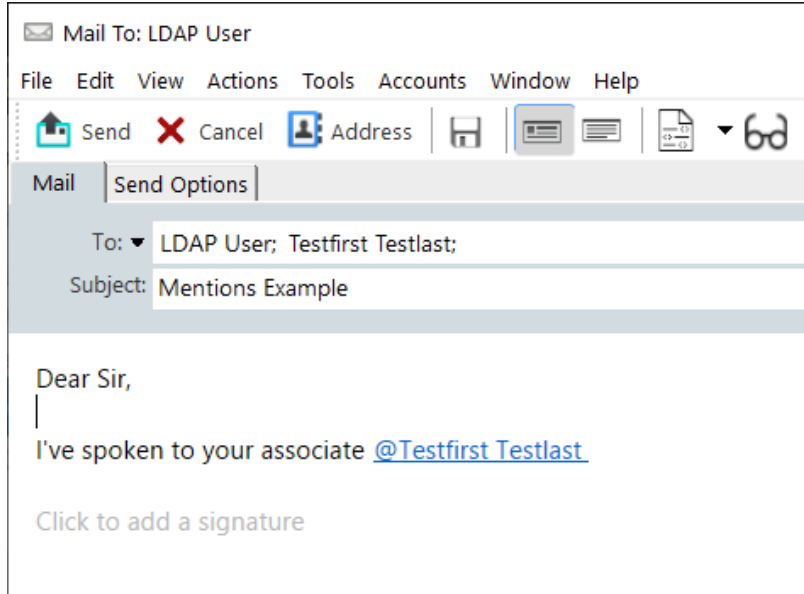 Mail To: LDAP User
File Edit View Actions Tools Accounts Window Help
Send Cancel Address
Mail Send Options
To: LDAP User; Testfirst Testlast;
Subject: Mentions Example
Dear Sir,
I've spoken to your associate @Testfirst Testlast
Click to add a signature